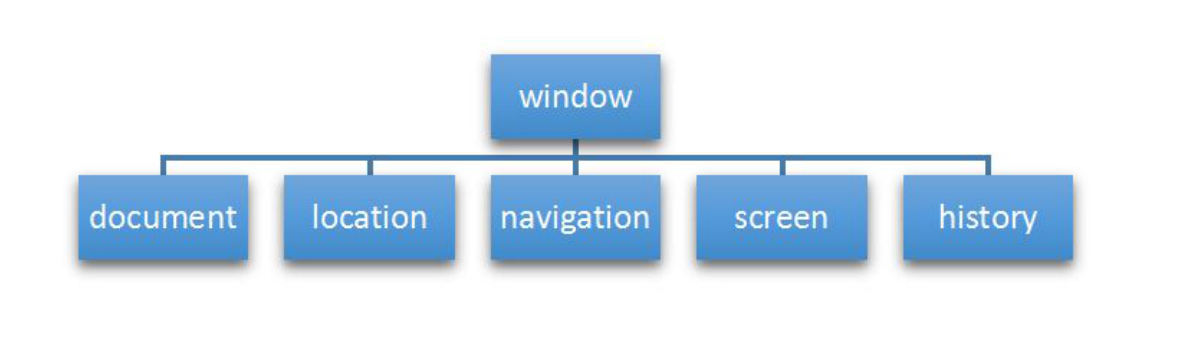 window
document
location
navigation
screen
history